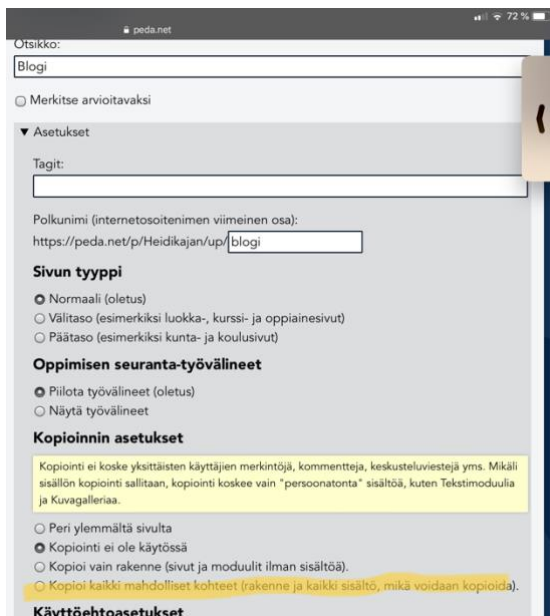 72 %
peda.net
Otsikko:
Blogi
Merkitse arvioitavaksi
▼ Asetukset
Tagit:
Polkunimi (internetosoitenimen viimeinen osa):
https://peda.net/p/Heidikajan/up/ blogi
Sivun tyyppi
Normaali (oletus)
Välitaso (esimerkiksi luokka-, kurssi- ja oppiainesivut)
Päätaso (esimerkiksi kunta- ja koulusivut)
Oppimisen seuranta-työvälineet
Piilota työvälineet (oletus)
Näytä työvälineet
Kopioinnin asetukset
Kopiointi ei koske yksittäisten käyttäjien merkintöjä, kommentteja, keskusteluviestejä yms. Mikäli
sisällön kopiointi sallitaan, kopiointi koskee vain "persoonatonta" sisältöä, kuten Tekstimoduulia
ja Kuvagalleriaa.
Peri ylemmältä sivulta
Kopiointi ei ole käytössä
Kopioi vain rakenne (sivut ja moduulit ilman sisältöä).
Kopioi kaikki mahdolliset kohteet (rakenne ja kaikki sisältö, mikä voidaan kopioida).
Käyttöehtoasetukset